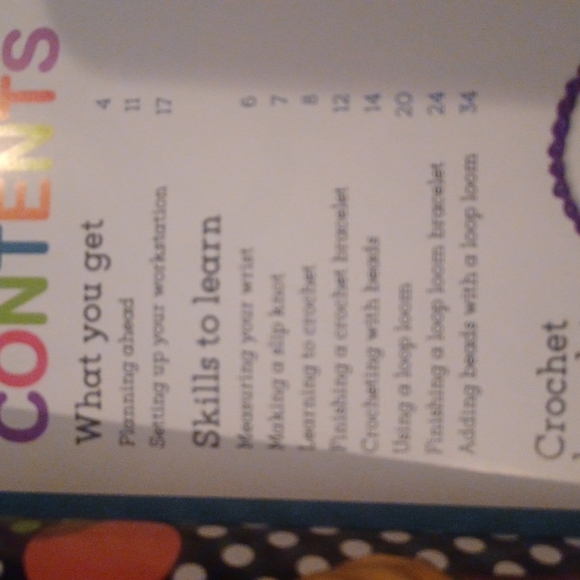 CONTENTS
What you get 4
Planning ahead 11
Setting up your workstation 17
Skills to learn
Measuring your wrist 6
Making a slip knot 7
Learning to crochet 8
Finishing a crochet bracelet 12
Crocheting with beads 14
Using a loop loom 20
Finishing a loop loom bracelet 24
Adding beads with a loop loom 34
Crochet